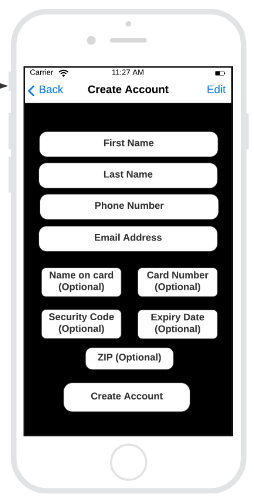 Carrier 11:27 AM
Back Create Account Edit
First Name
Last Name
Phone Number
Email Address
Name on card Card Number
(Optional) (Optional)
Security Code Expiry Date
(Optional) (Optional)
ZIP (Optional)
Create Account